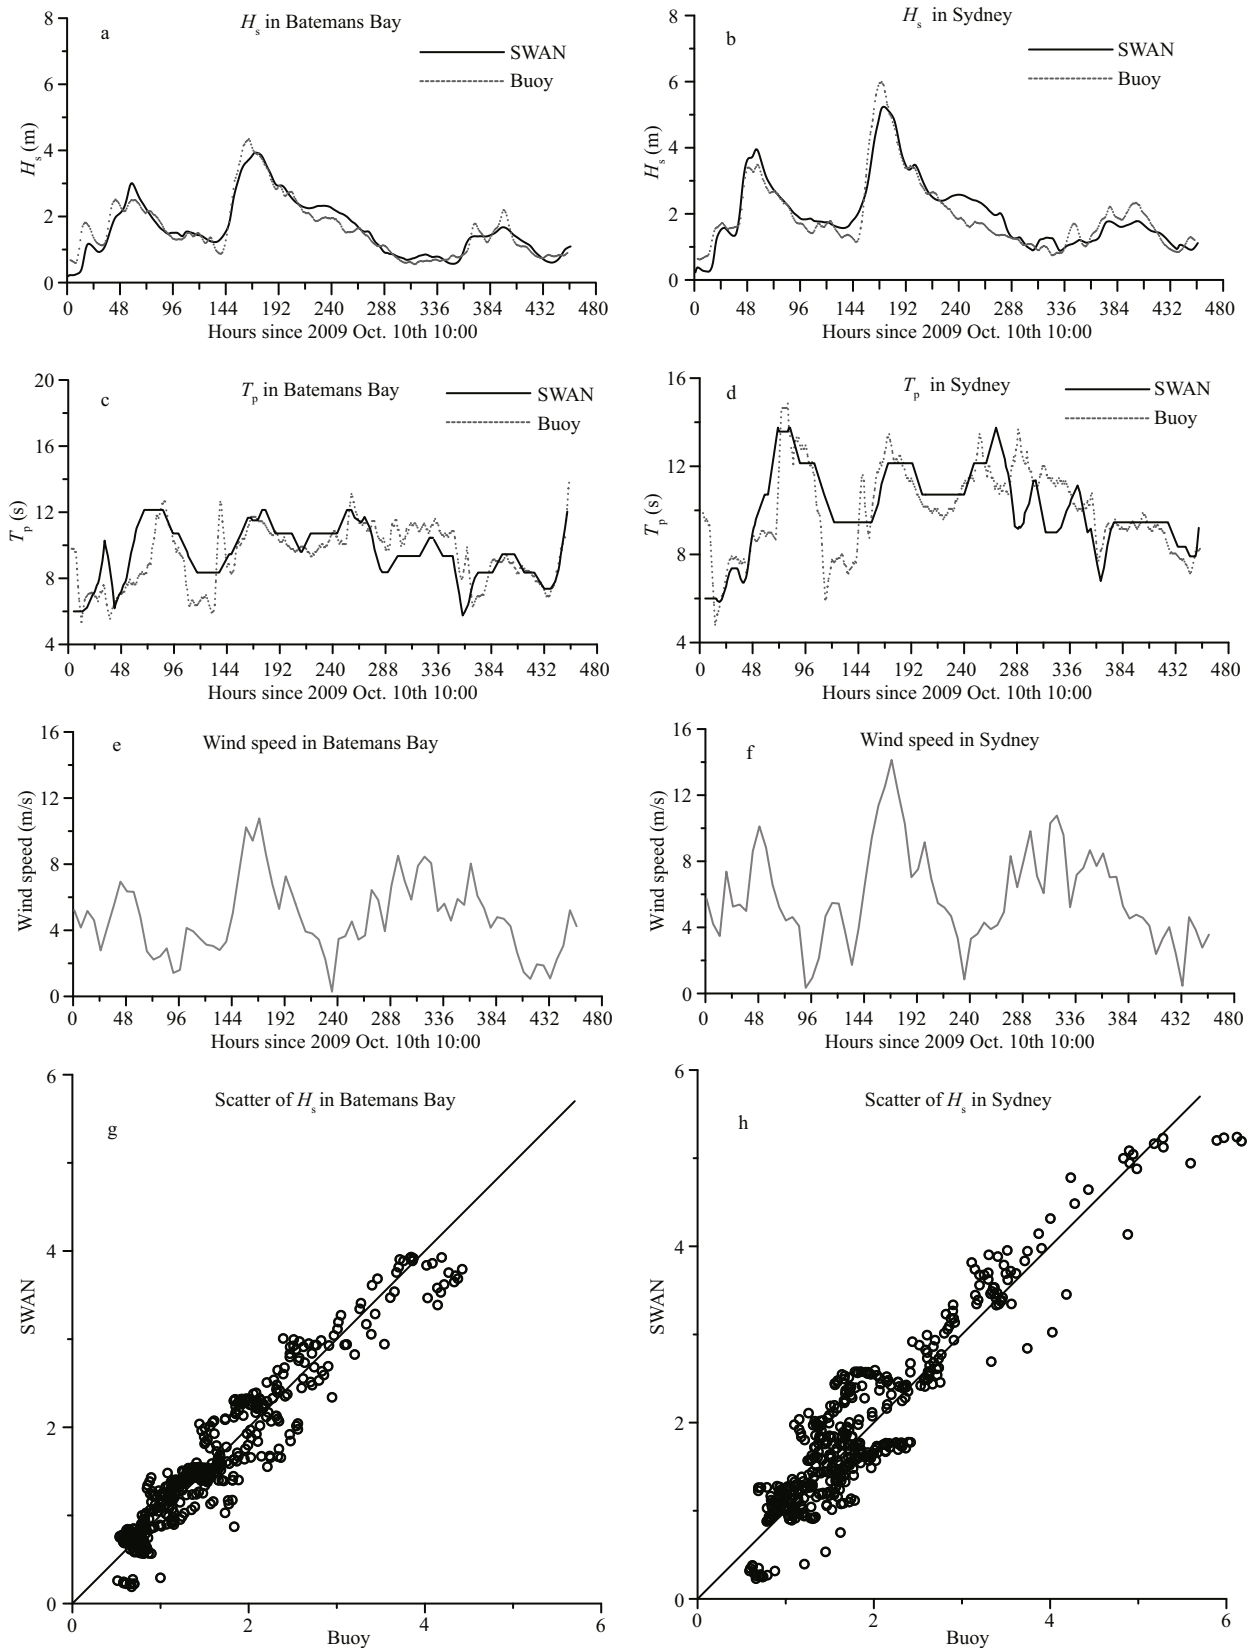 a
H_s in Batemans Bay
SWAN
Buoy
8
6
4
2
0
H_s (m)
0 48 96 144 192 240 288 336 384 432 480
Hours since 2009 Oct. 10th 10:00
b
H_s in Sydney
SWAN
Buoy
8
6
4
2
0
H_s (m)
0 48 96 144 192 240 288 336 384 432 480
Hours since 2009 Oct. 10th 10:00
c
T_p in Batemans Bay
SWAN
Buoy
20
16
12
8
4
T_p (s)
0 48 96 144 192 240 288 336 384 432 480
Hours since 2009 Oct. 10th 10:00
d
T_p in Sydney
SWAN
Buoy
16
12
8
4
T_p (s)
0 48 96 144 192 240 288 336 384 432 480
Hours since 2009 Oct. 10th 10:00
e
Wind speed in Batemans Bay
16
12
8
4
0
Wind speed (m/s)
0 48 96 144 192 240 288 336 384 432 480
Hours since 2009 Oct. 10th 10:00
f
Wind speed in Sydney
16
12
8
4
0
Wind speed (m/s)
0 48 96 144 192 240 288 336 384 432 480
Hours since 2009 Oct. 10th 10:00
g
Scatter of H_s in Batemans Bay
6
4
2
0
SWAN
0 2 4 6
Buoy
h
Scatter of H_s in Sydney
6
4
2
0
SWAN
0 2 4 6
Buoy